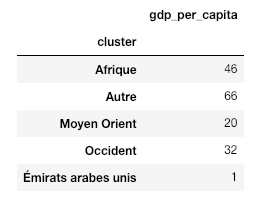 gdp_per_capita
cluster
Afrique 46
Autre 66
Moyen Orient 20
Occident 32
Émirats arabes unis 1